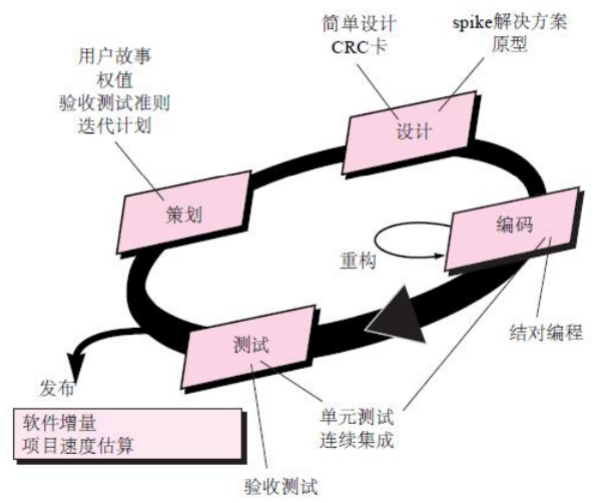 简单设计
CRC卡
spike解决方案
原型
用户故事
权值
验收测试准则
迭代计划
设计
策划
编码
重构
测试
结对编程
发布
单元测试
连续集成
软件增量
项目速度估算
验收测试